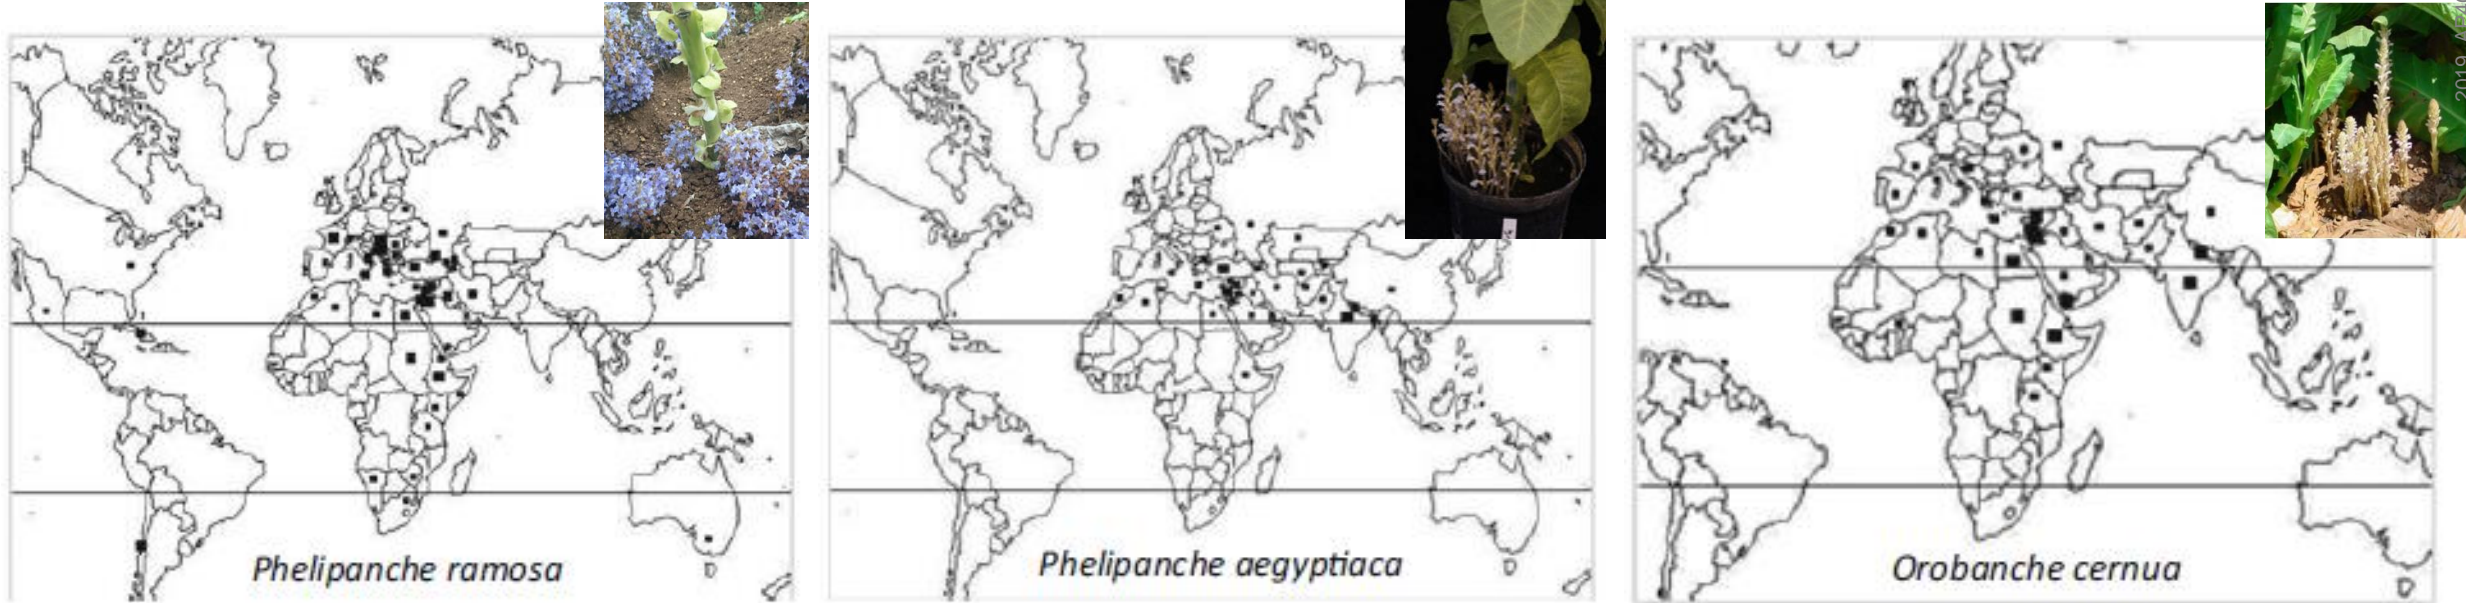 Phelipanche ramosa
Phelipanche aegyptiaca
Orobanche cernua